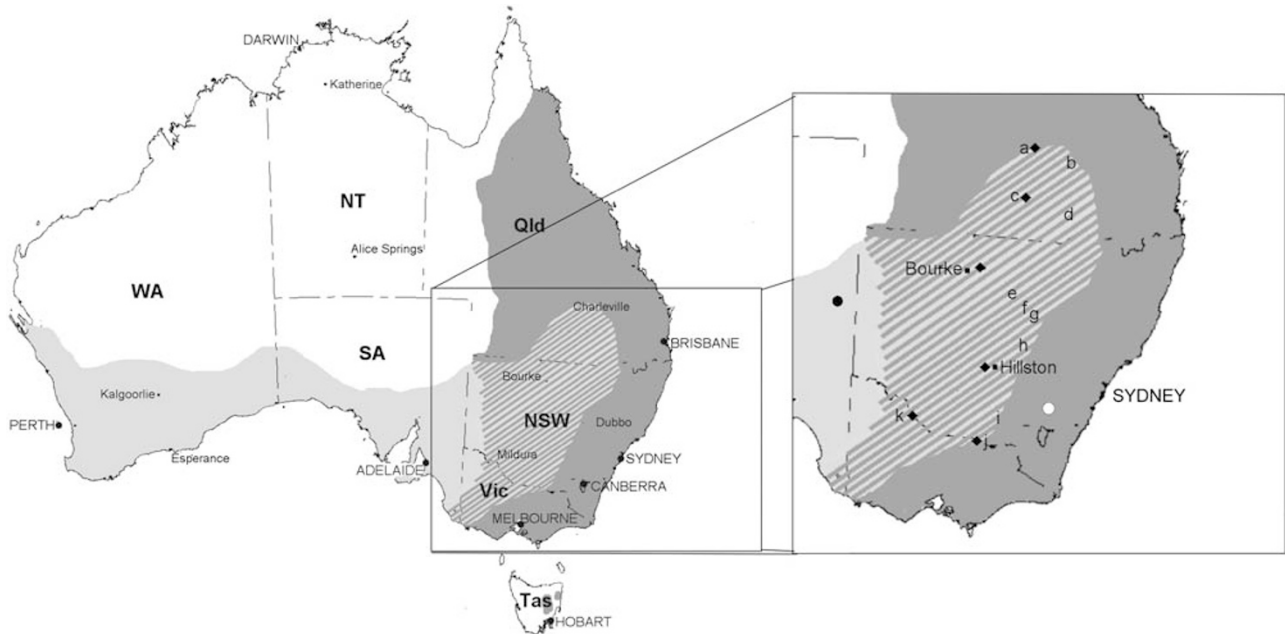 DARWIN
Katherine
NT
Qld
Alice Springs
WA
Charleville
SA
BRISBANE
Bourke
Kalgoorlie
NSW
Dubbo
PERTH
Esperance
Mildura
SYDNEY
ADELAIDE
Vic
CANBERRA
MELBOURNE
Tas
HOBART
a
b
c
d
Bourke
e
f
g
h
Hillston
SYDNEY
k
i
j